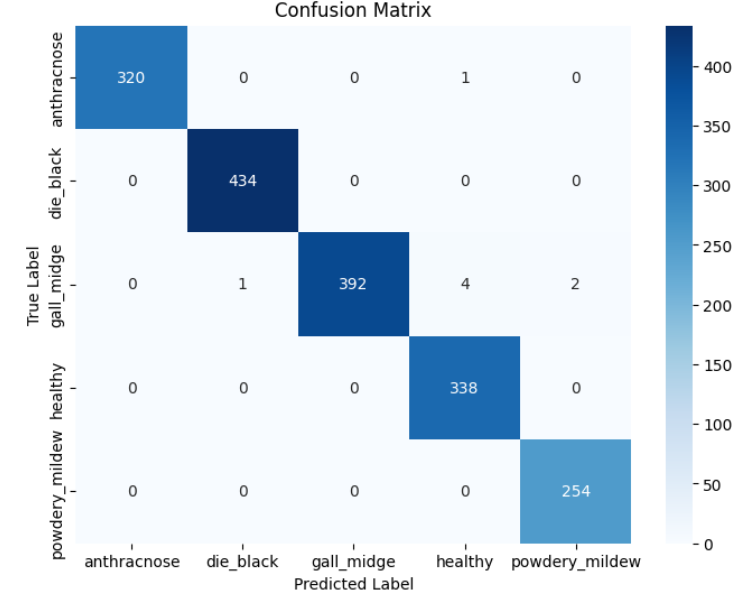 Confusion Matrix
anthracnose 320 0 0 1 0
die_black 0 434 0 0 0
gall_midge 0 1 392 4 2
healthy 0 0 0 338 0
powdery_mildew 0 0 0 0 254
True Label
anthracnose die_black gall_midge healthy powdery_mildew
Predicted Label
400
350
300
250
200
150
100
50
0